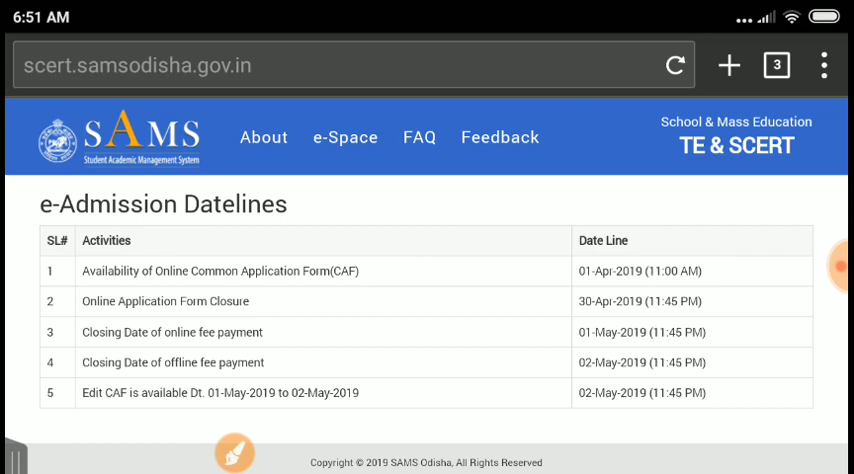 6:51 AM
scert.samsodisha.gov.in
3
SAMS
Student Academic Management System
About e-Space FAQ Feedback
School & Mass Education
TE & SCERT
e-Admission Datelines
SL# Activities Date Line
1 Availability of Online Common Application Form(CAF) 01-Apr-2019 (11:00 AM)
2 Online Application Form Closure 30-Apr-2019 (11:45 PM)
3 Closing Date of online fee payment 01-May-2019 (11:45 PM)
4 Closing Date of offline fee payment 02-May-2019 (11:45 PM)
5 Edit CAF is available Dt. 01-May-2019 to 02-May-2019 02-May-2019 (11:45 PM)
Copyright © 2019 SAMS Odisha, All Rights Reserved